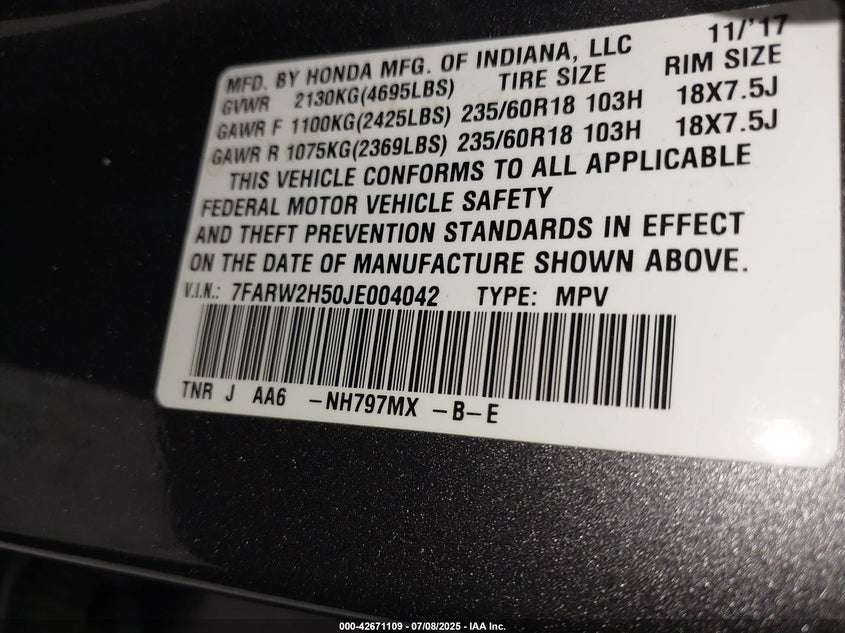 MFD. BY HONDA MFG. OF INDIANA, LLC 11/'17
GVWR 2130KG(4695LBS) TIRE SIZE RIM SIZE
GAWR F 1100KG(2425LBS) 235/60R18 103H 18X7.5J
GAWR R 1075KG(2369LBS) 235/60R18 103H 18X7.5J
THIS VEHICLE CONFORMS TO ALL APPLICABLE
FEDERAL MOTOR VEHICLE SAFETY
AND THEFT PREVENTION STANDARDS IN EFFECT
ON THE DATE OF MANUFACTURE SHOWN ABOVE.
V.I.N.: 7FARW2H50JE004042 TYPE: MPV
TNR J AA6 -NH797MX -B-E
000-42671109 - 07/08/2025 - IAA Inc.